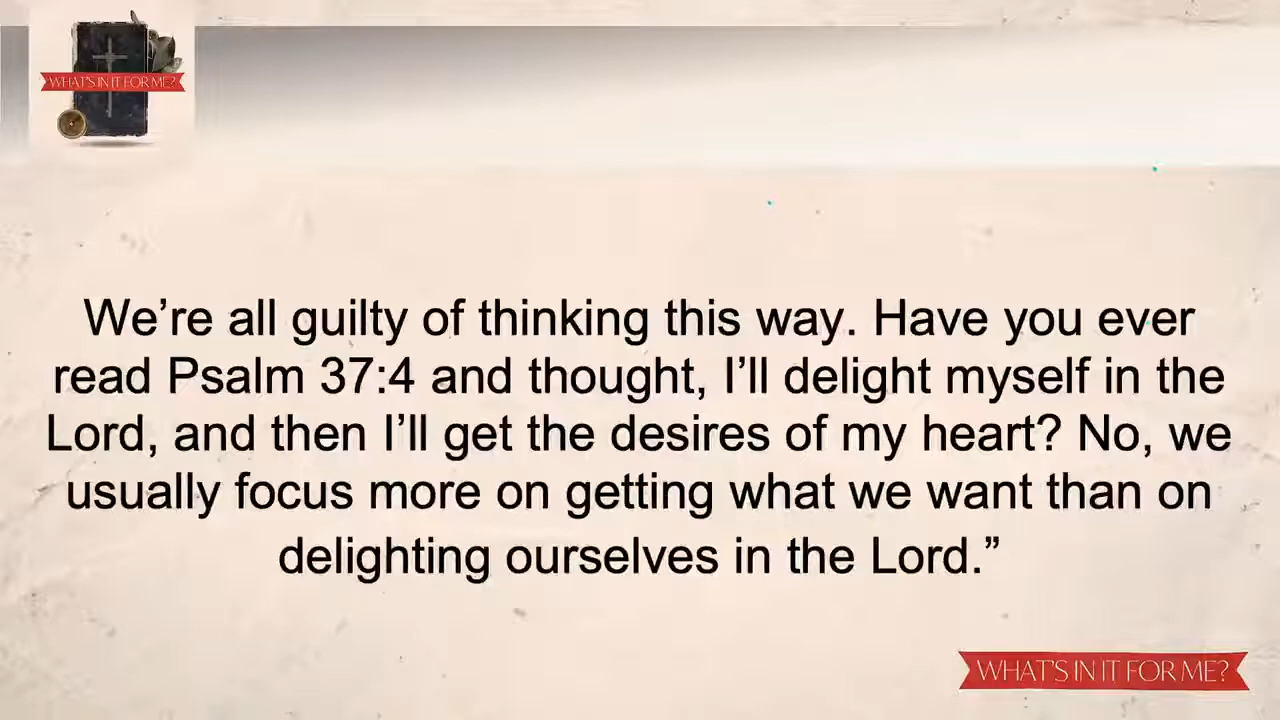 WHAT'S IN IT FOR ME?
We’re all guilty of thinking this way. Have you ever
read Psalm 37:4 and thought, I’ll delight myself in the
Lord, and then I’ll get the desires of my heart? No, we
usually focus more on getting what we want than on
delighting ourselves in the Lord.”
WHAT'S IN IT FOR ME?